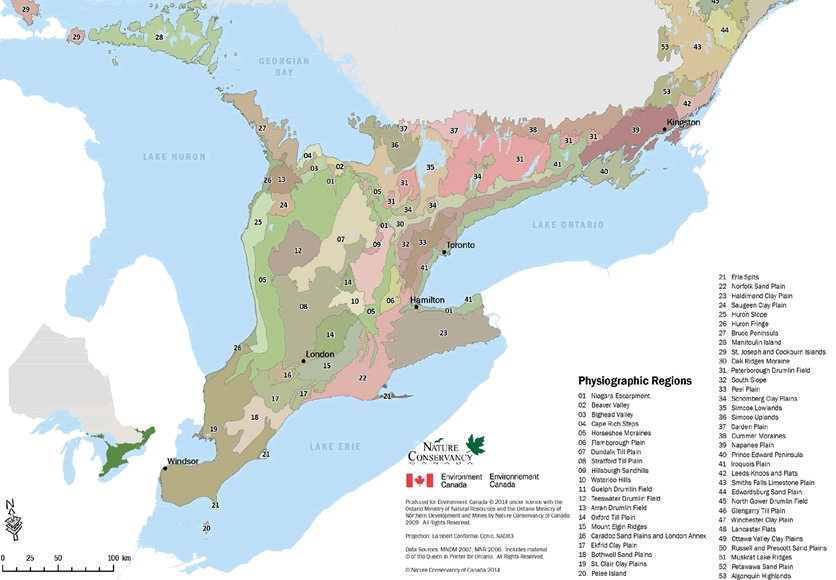 29
29
28
45
44
43
53
53
42
GEORGIAN
BAY
LAKE HURON
27
37
36
37
38
39
Kingston
31
31
41
40
04
03
02
01
35
31
34
26
13
24
05
31
31
34
34
25
01
30
07
09
32
33
Toronto
LAKE ONTARIO
12
05
14
41
10
06
Hamilton
41
08
05
01
14
23
26
London
16
15
22
17
17
21
19
18
21
LAKE ERIE
Windsor
21
20
N
0 25 50 100 km
NATURE
CONSERVANCY
CANADA
Environment
Canada
Environnement
Canada
Produced for Environment Canada © 2014 under licence with the
Ontario Ministry of Natural Resources and the Ontario Ministry of
Northern Development and Mines by Nature Conservancy of Canada,
2009. All Rights Reserved.
Projection: Lambert Conformal Conic, NAD83
Data Sources: MNDM 2007; MNR 2006. Includes material
© of the Queen in Printer for Ontario. All Rights Reserved.
© Nature Conservancy of Canada 2014
Physiographic Regions
01 Niagara Escarpment
02 Beaver Valley
03 Bighead Valley
04 Cape Rich Steps
05 Horseshoe Moraines
06 Flamborough Plain
07 Dundalk Till Plain
08 Stratford Till Plain
09 Hillsburgh Sandhills
10 Waterloo Hills
11 Guelph Drumlin Field
12 Teeswater Drumlin Field
13 Arran Drumlin Field
14 Oxford Till Plain
15 Mount Elgin Ridges
16 Caradoc Sand Plains and London Annex
17 Ekfrid Clay Plain
18 Bothwell Sand Plains
19 St. Clair Clay Plains
20 Pelee Island
21 Erie Spits
22 Norfolk Sand Plain
23 Haldimand Clay Plain
24 Saugeen Clay Plain
25 Huron Slope
26 Huron Fringe
27 Bruce Peninsula
28 Manitoulin Island
29 St. Joseph and Cockburn Islands
30 Oak Ridges Moraine
31 Peterborough Drumlin Field
32 South Slope
33 Peel Plain
34 Schomberg Clay Plains
35 Simcoe Lowlands
36 Simcoe Uplands
37 Carden Plain
38 Dummer Moraines
39 Napanee Plain
40 Prince Edward Peninsula
41 Iroquois Plain
42 Leeds Knobs and Flats
43 Smiths Falls Limestone Plain
44 Edwardsburg Sand Plain
45 North Gower Drumlin Field
46 Glengarry Till Plain
47 Winchester Clay Plain
48 Lancaster Flats
49 Ottawa Valley Clay Plains
50 Russell and Prescott Sand Plains
51 Muskrat Lake Ridges
52 Petawawa Sand Plain
53 Algonquin Highlands